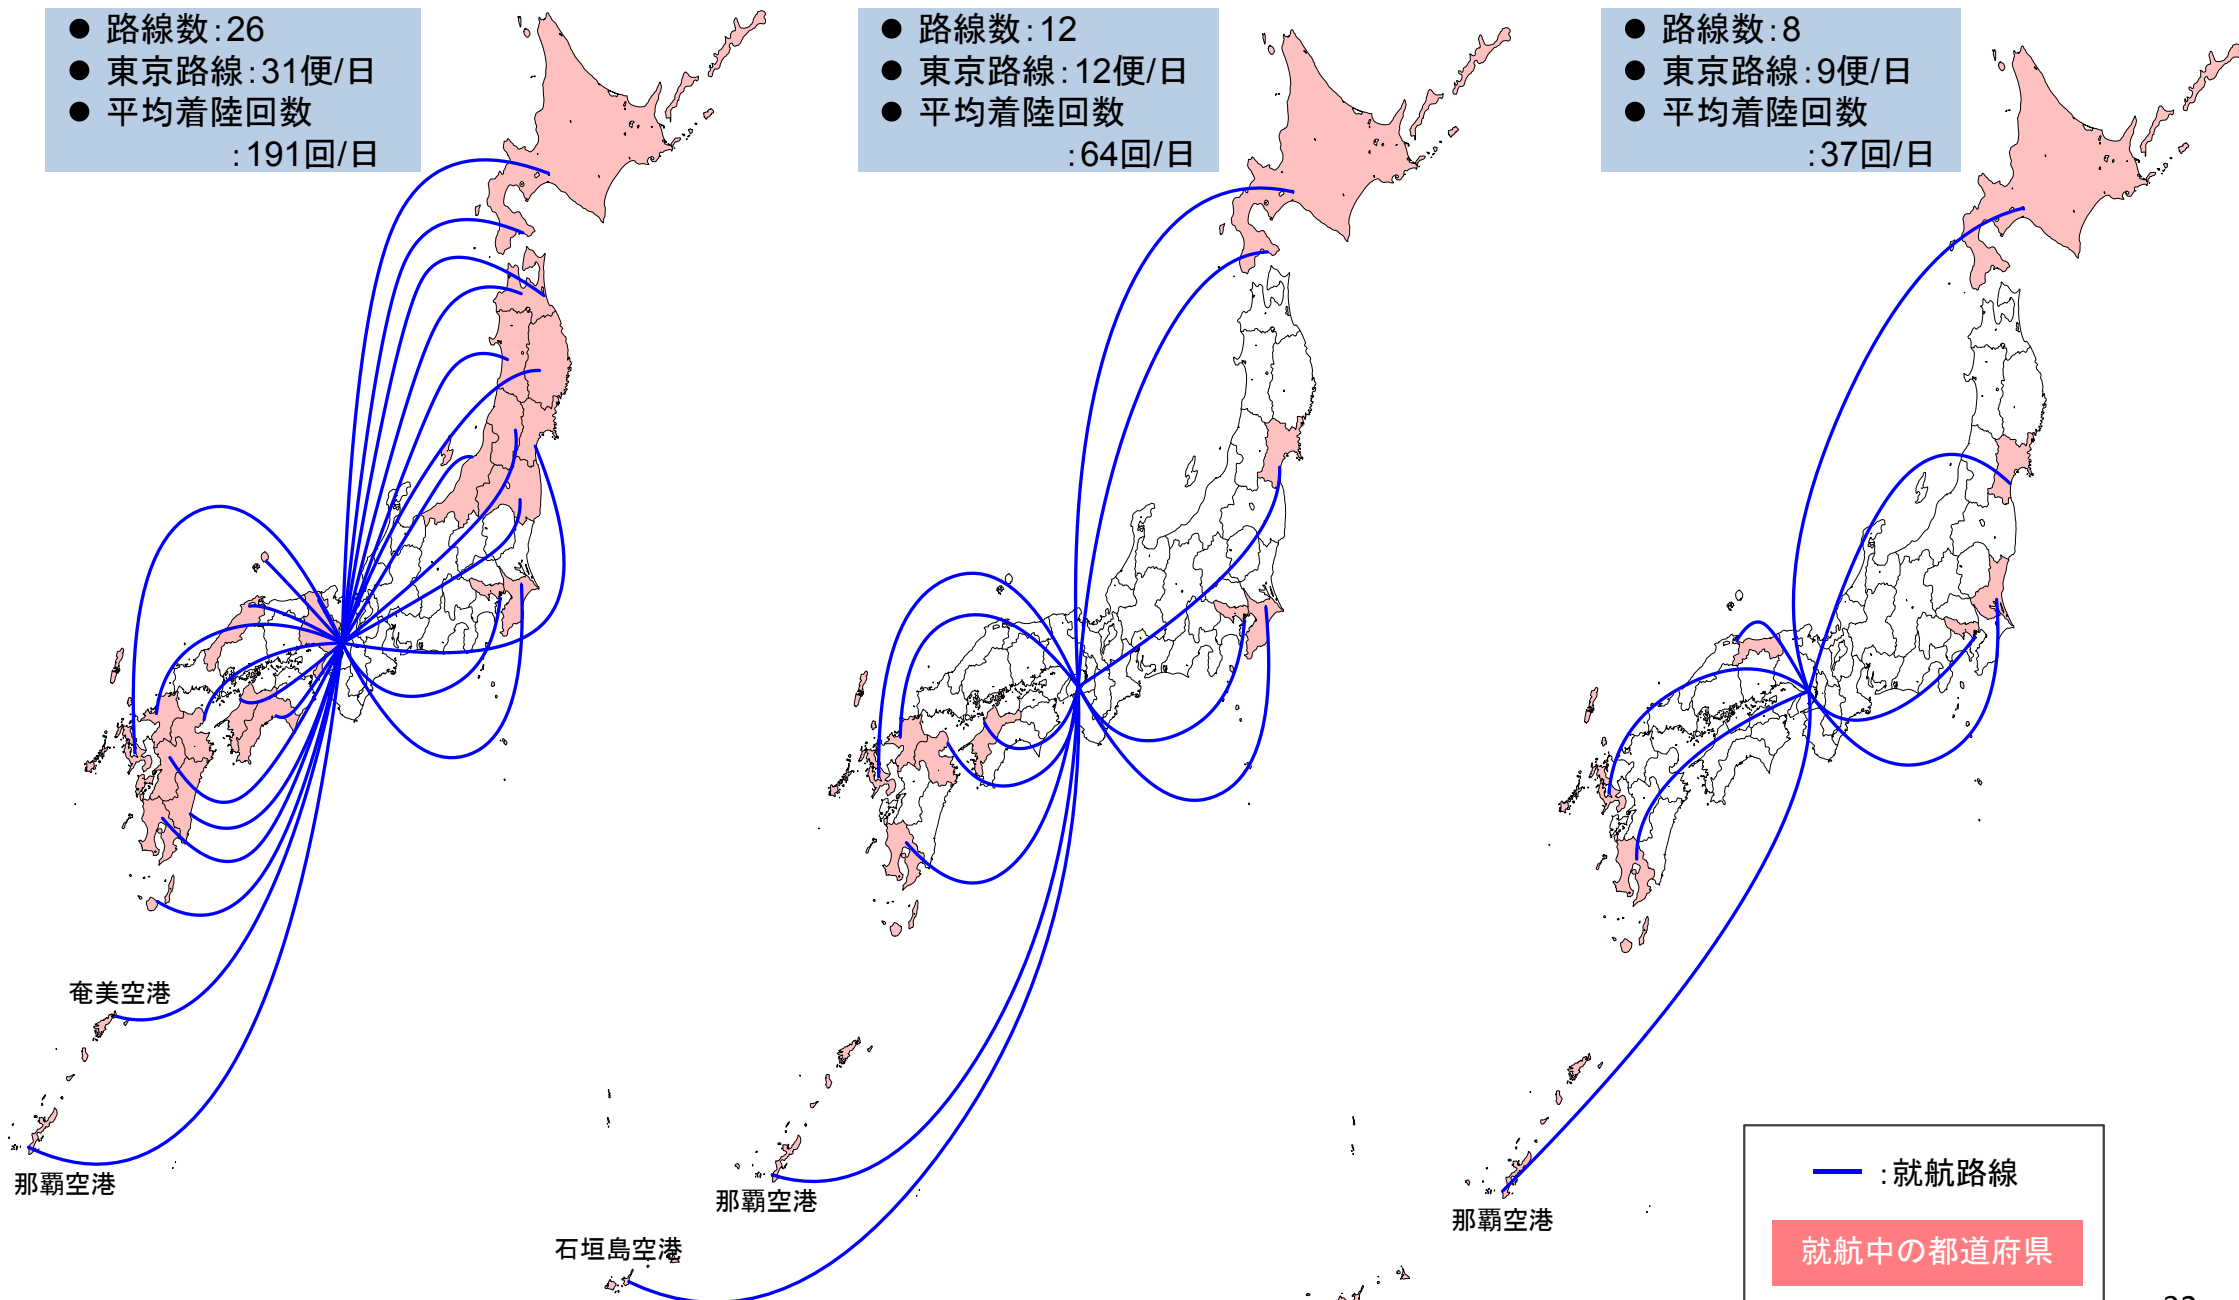 ● 路線数:26
● 東京路線:31便/日
● 平均着陸回数
:191回/日
● 路線数:12
● 東京路線:12便/日
● 平均着陸回数
:64回/日
● 路線数:8
● 東京路線:9便/日
● 平均着陸回数
:37回/日
奄美空港
那覇空港
那覇空港
石垣島空港
那覇空港
:就航路線
就航中の都道府県